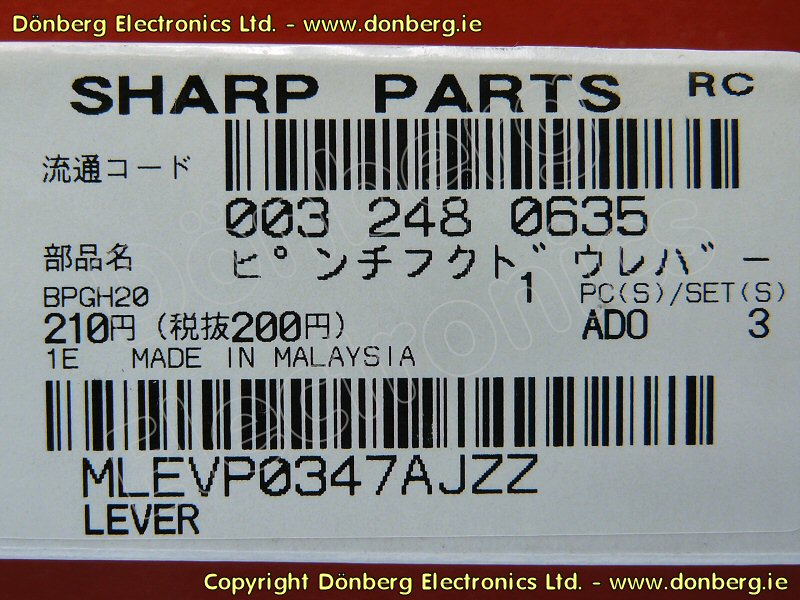 Dönberg Electronics Ltd. - www.donberg.ie
SHARP PARTS RC
流通コード
003 248 0635
部品名 ピンチフクドウレバー
BPGH20 1 PC(S)/SET(S)
210円 (税抜200円) ADO 3
1E MADE IN MALAYSIA
MLEVP0347AJZZ
LEVER
Dönberg
electronics
Copyright Dönberg Electronics Ltd. - www.donberg.ie